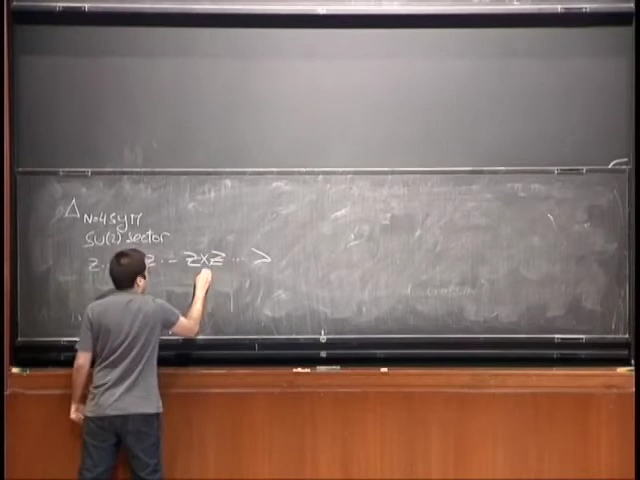 Δ N=4 SYM
SU(2) sector
Z . Z ... ZXZ ... >